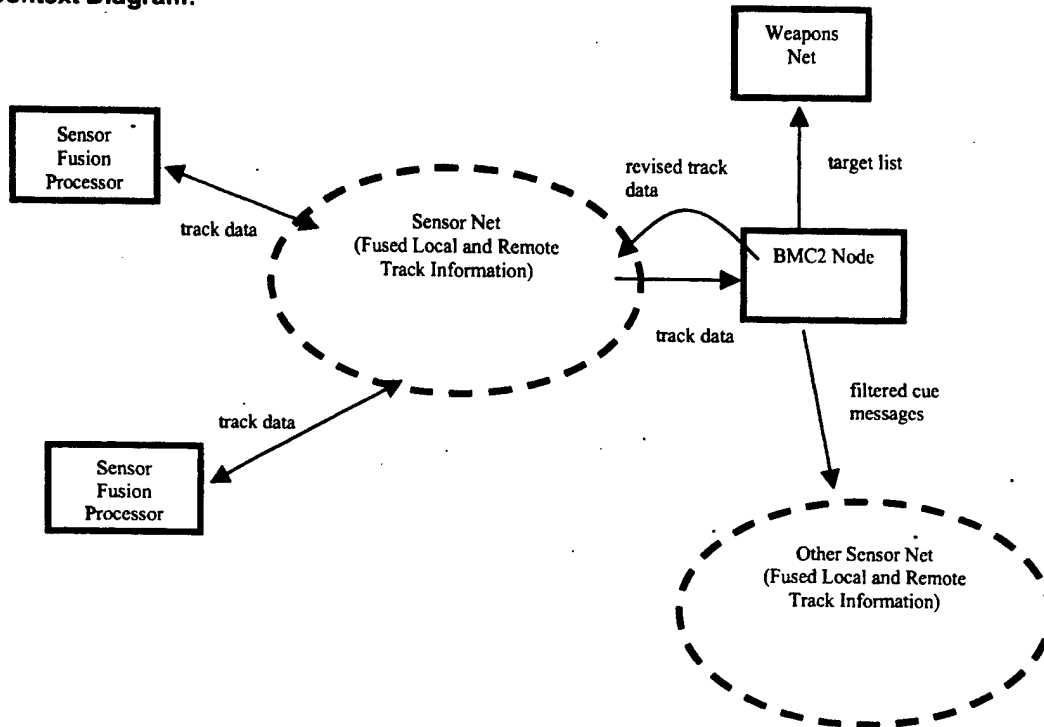 Context Diagram:
Weapons
Net
Sensor
Fusion
Processor
revised track
data
target list
track data
Sensor Net
(Fused Local and Remote
Track Information)
BMC2 Node
track data
track data
filtered cue
messages
Sensor
Fusion
Processor
Other Sensor Net
(Fused Local and Remote
Track Information)